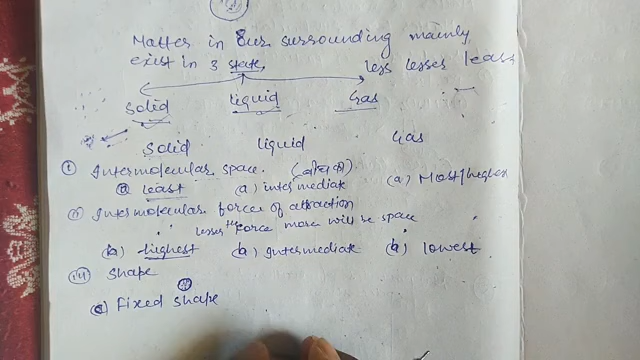 Matter in our surrounding mainly
exist in 3 state,
less lesser least
Solid Liquid Gas
Solid Liquid Gas
(i) Intermolecular space.
(a) least (a) intermediate (a) Most/highest
(ii) Intermolecular force of attraction
lesser the force more will be space
(b) highest (b) Intermediate (b) lowest
(iii) Shape
(c) Fixed shape